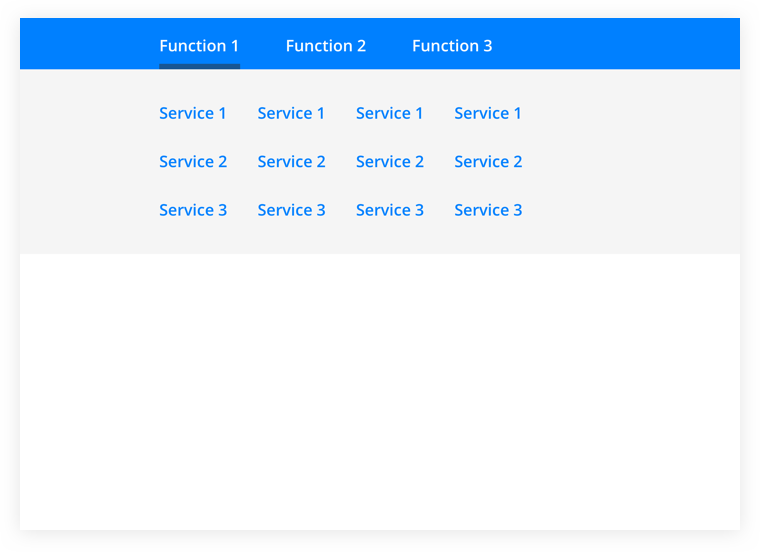 Function 1 Function 2 Function 3
Service 1 Service 1 Service 1 Service 1
Service 2 Service 2 Service 2 Service 2
Service 3 Service 3 Service 3 Service 3